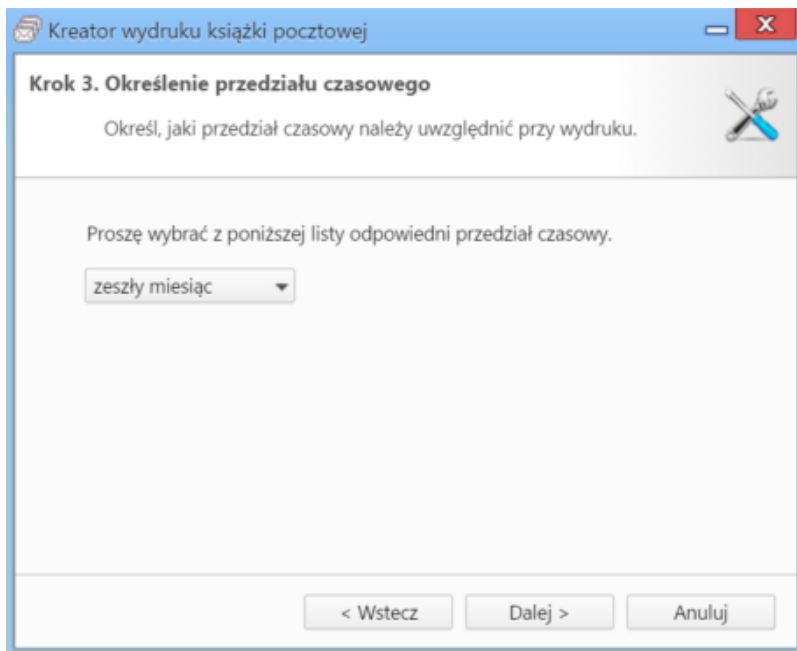 Kreator wydruku książki pocztowej
Krok 3. Określenie przedziału czasowego
Określ, jaki przedział czasowy należy uwzględnić przy wydruku.
Proszę wybrać z poniższej listy odpowiedni przedział czasowy.
zeszły miesiąc
< Wstecz Dalej > Anuluj